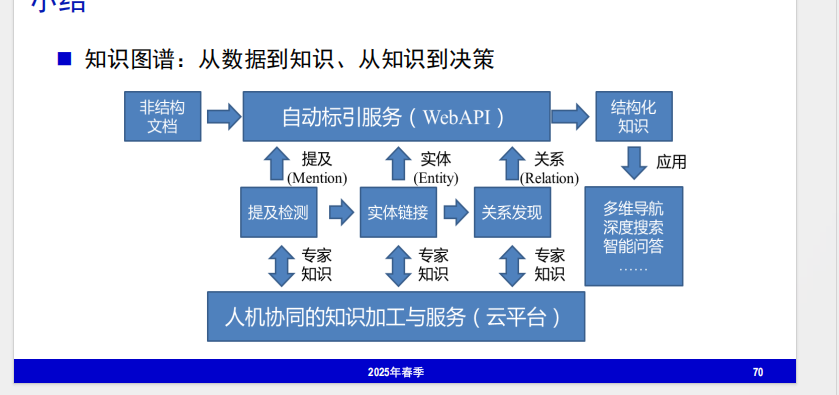 小结
知识图谱：从数据到知识、从知识到决策
非结构
文档
自动标引服务（WebAPI）
结构化
知识
提及
(Mention)
实体
(Entity)
关系
(Relation)
应用
提及检测
实体链接
关系发现
多维导航
深度搜索
智能问答
……
专家
知识
专家
知识
专家
知识
人机协同的知识加工与服务（云平台）
2025年春季
70